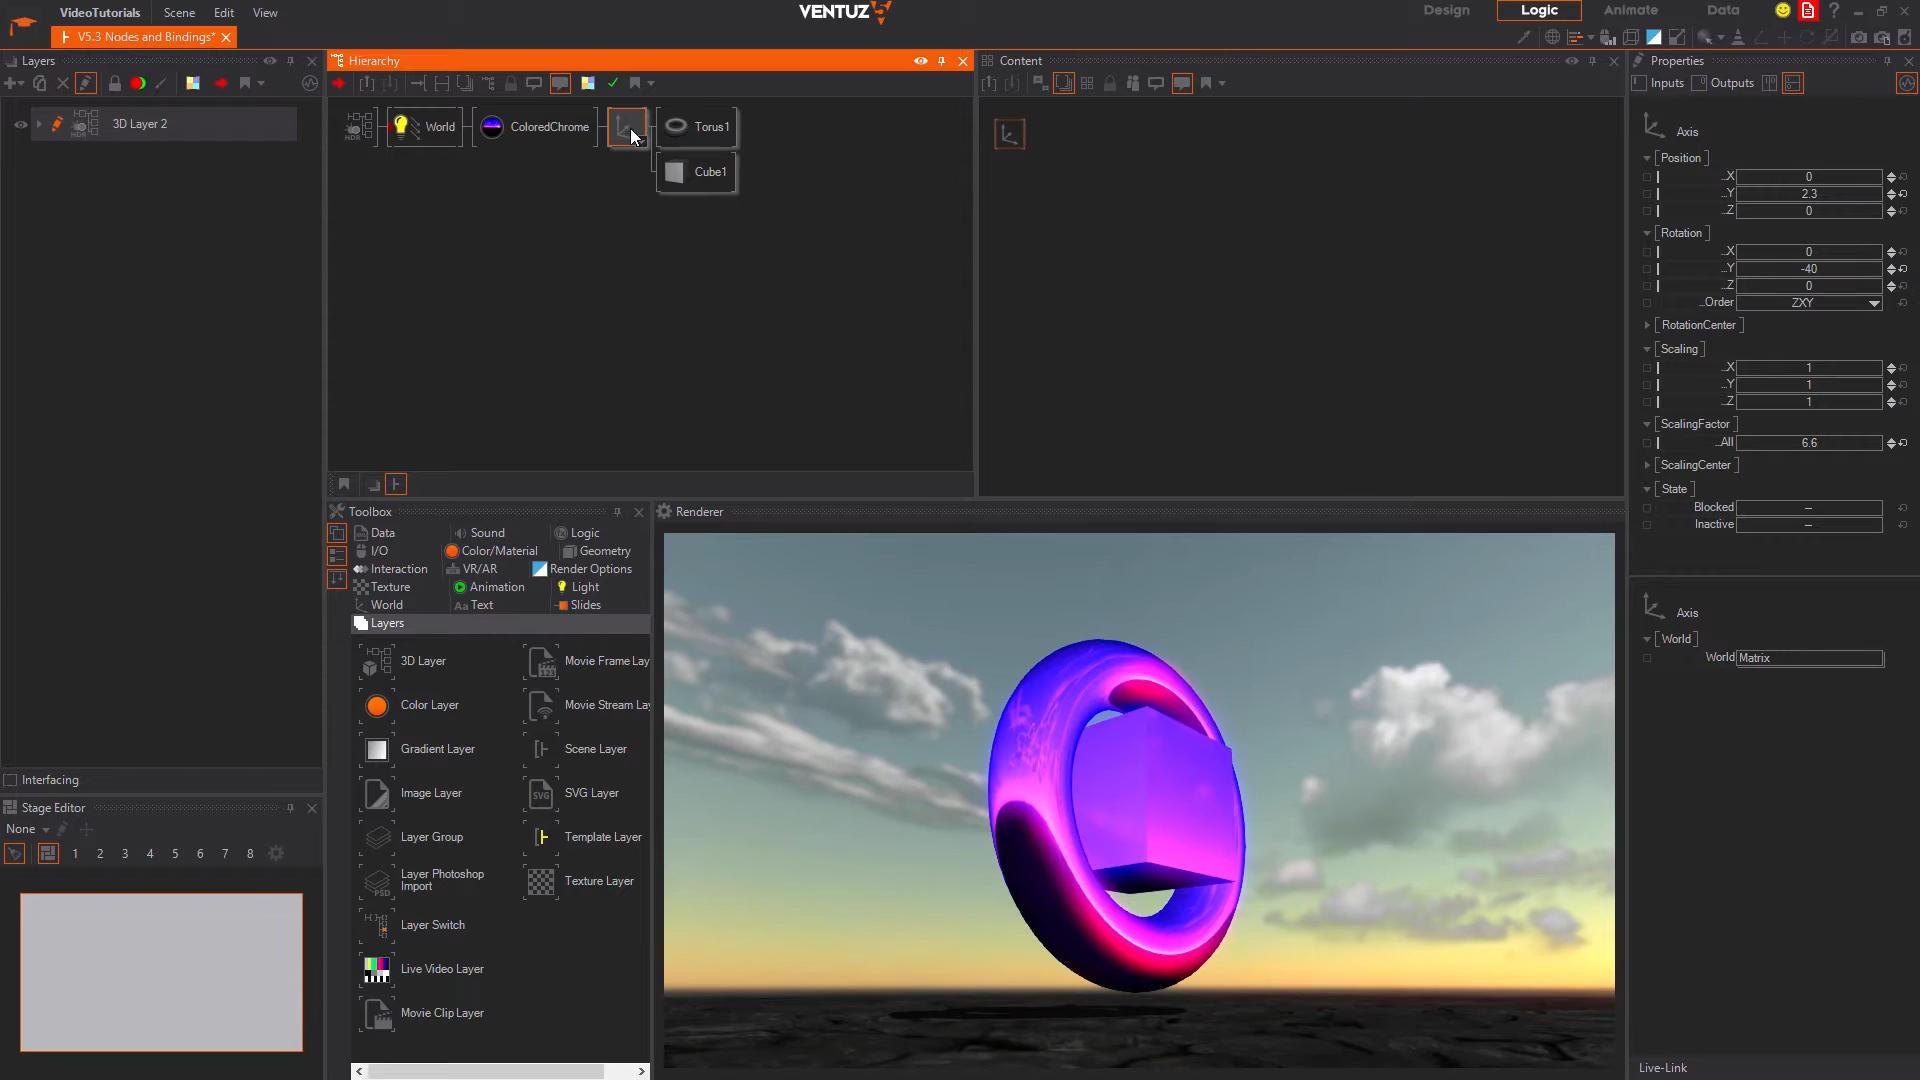 VideoTutorials Scene Edit View
VENTUZ 5
Design Logic Animate Data
V5.3 Nodes and Bindings*
Layers
3D Layer 2
Interfacing
Stage Editor
None
1 2 3 4 5 6 7 8
Hierarchy
HDR World ColoredChrome Torus1
Cube1
Content
Toolbox
Data Sound Logic
I/O Color/Material Geometry
Interaction VR/AR Render Options
Texture Animation Light
World Text Slides
Layers
3D Layer Movie Frame Lay
Color Layer Movie Stream Lay
Gradient Layer Scene Layer
Image Layer SVG SVG Layer
Layer Group Template Layer
PSD Layer Photoshop Import Texture Layer
Layer Switch
Live Video Layer
Movie Clip Layer
Renderer
Properties
Inputs Outputs
Axis
Position
..X 0
..Y 2.3
..Z 0
Rotation
..X 0
..Y -40
..Z 0
..Order ZXY
RotationCenter
Scaling
..X 1
..Y 1
..Z 1
ScalingFactor
..All 6.6
ScalingCenter
State
Blocked –
Inactive –
Axis
World
World Matrix
Live-Link